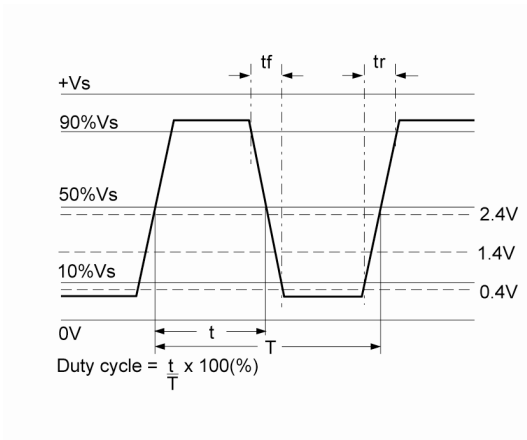 tf
tr
+Vs
90%Vs
50%Vs
2.4V
1.4V
10%Vs
0.4V
0V
t
T
Duty cycle = t/T x 100(%)